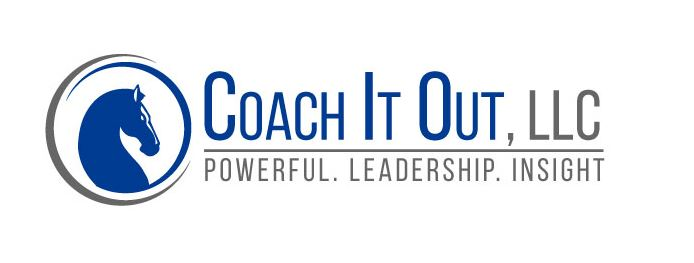 COACH IT OUT, LLC
POWERFUL. LEADERSHIP. INSIGHT